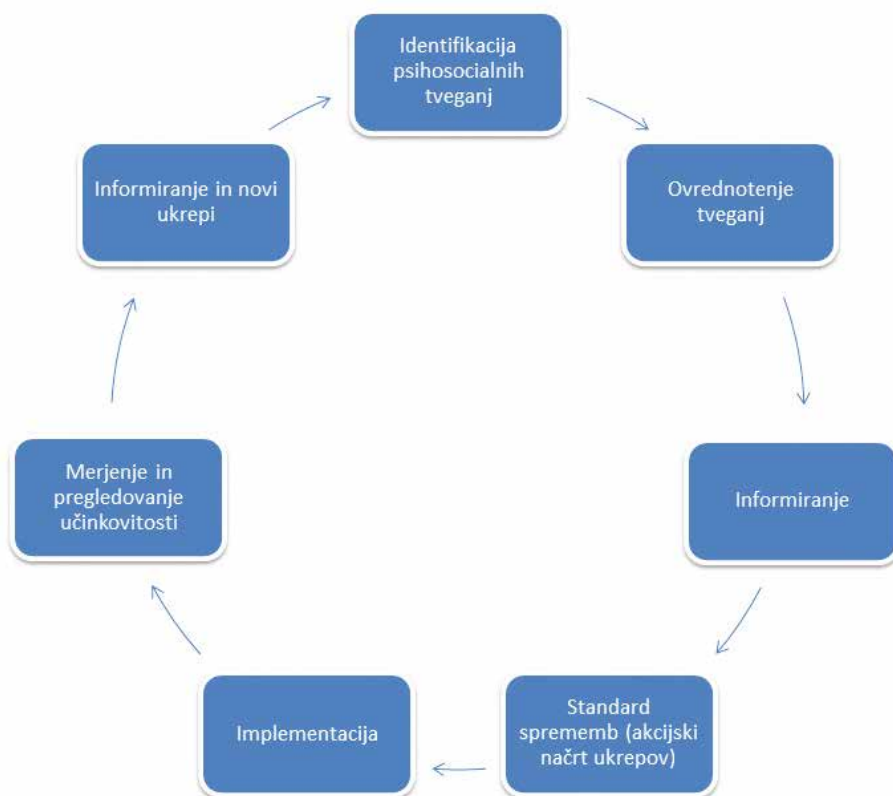 Identifikacija
psihosocialnih
tveganj
Ovrednotenje
tveganj
Informiranje
Standard
sprememb (akcijski
načrt ukrepov)
Implementacija
Merjenje in
pregledovanje
učinkovitosti
Informiranje in novi
ukrepi